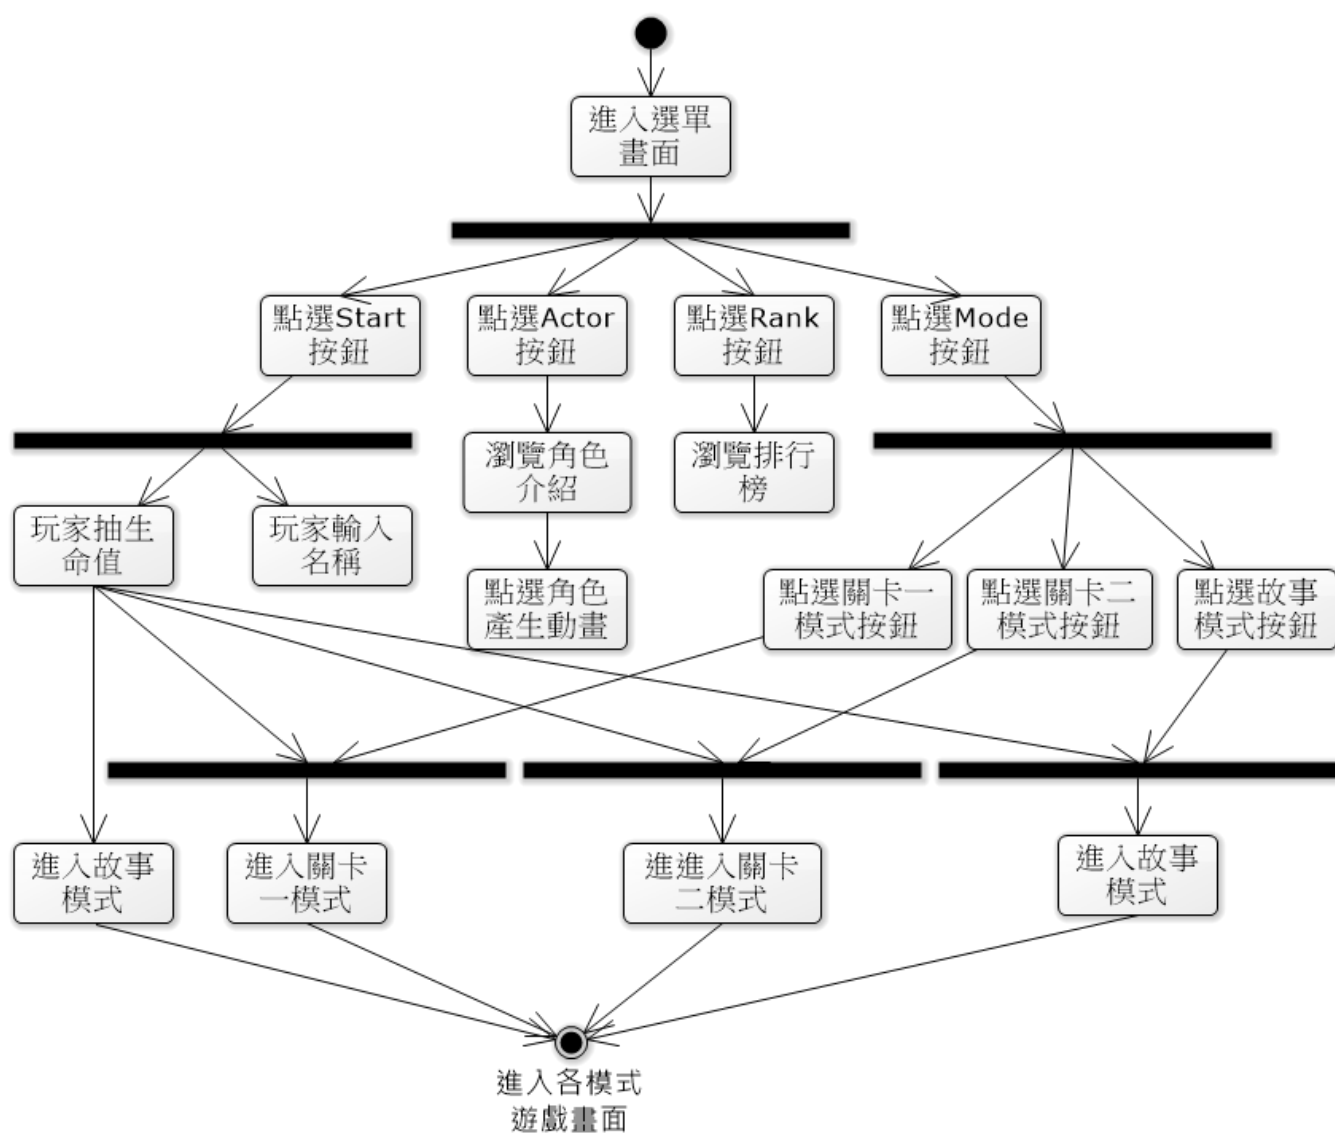 進入選單
畫面
點選Start
按鈕
點選Actor
按鈕
點選Rank
按鈕
點選Mode
按鈕
瀏覽角色
介紹
瀏覽排行
榜
玩家抽生
命值
玩家輸入
名稱
點選角色
產生動畫
點選關卡一
模式按鈕
點選關卡二
模式按鈕
點選故事
模式按鈕
進入故事
模式
進入關卡
一模式
進進入關卡
二模式
進入故事
模式
進入各模式
遊戲畫面